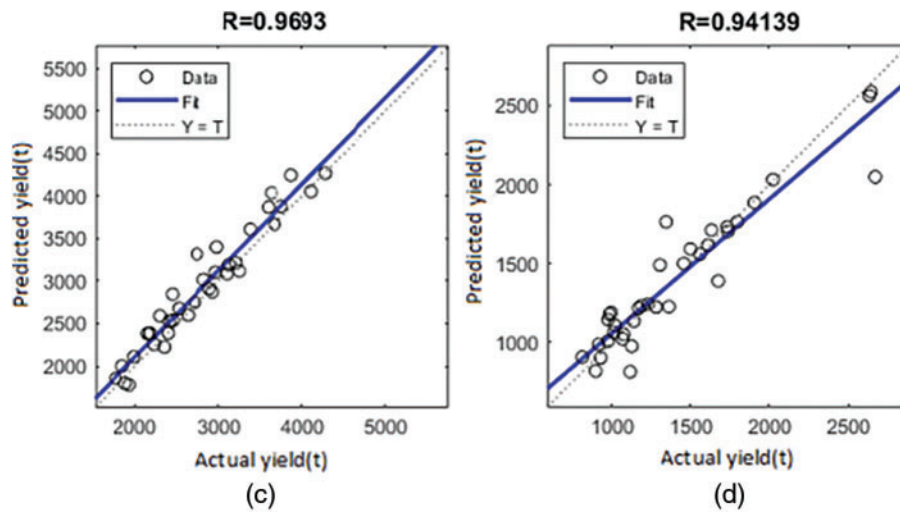 R=0.9693
Predicted yield(t)
5500
5000
4500
4000
3500
3000
2500
2000
Data
Fit
Y = T
2000 3000 4000 5000
Actual yield(t)
(c)
R=0.94139
Predicted yield(t)
2500
2000
1500
1000
Data
Fit
Y = T
1000 1500 2000 2500
Actual yield(t)
(d)